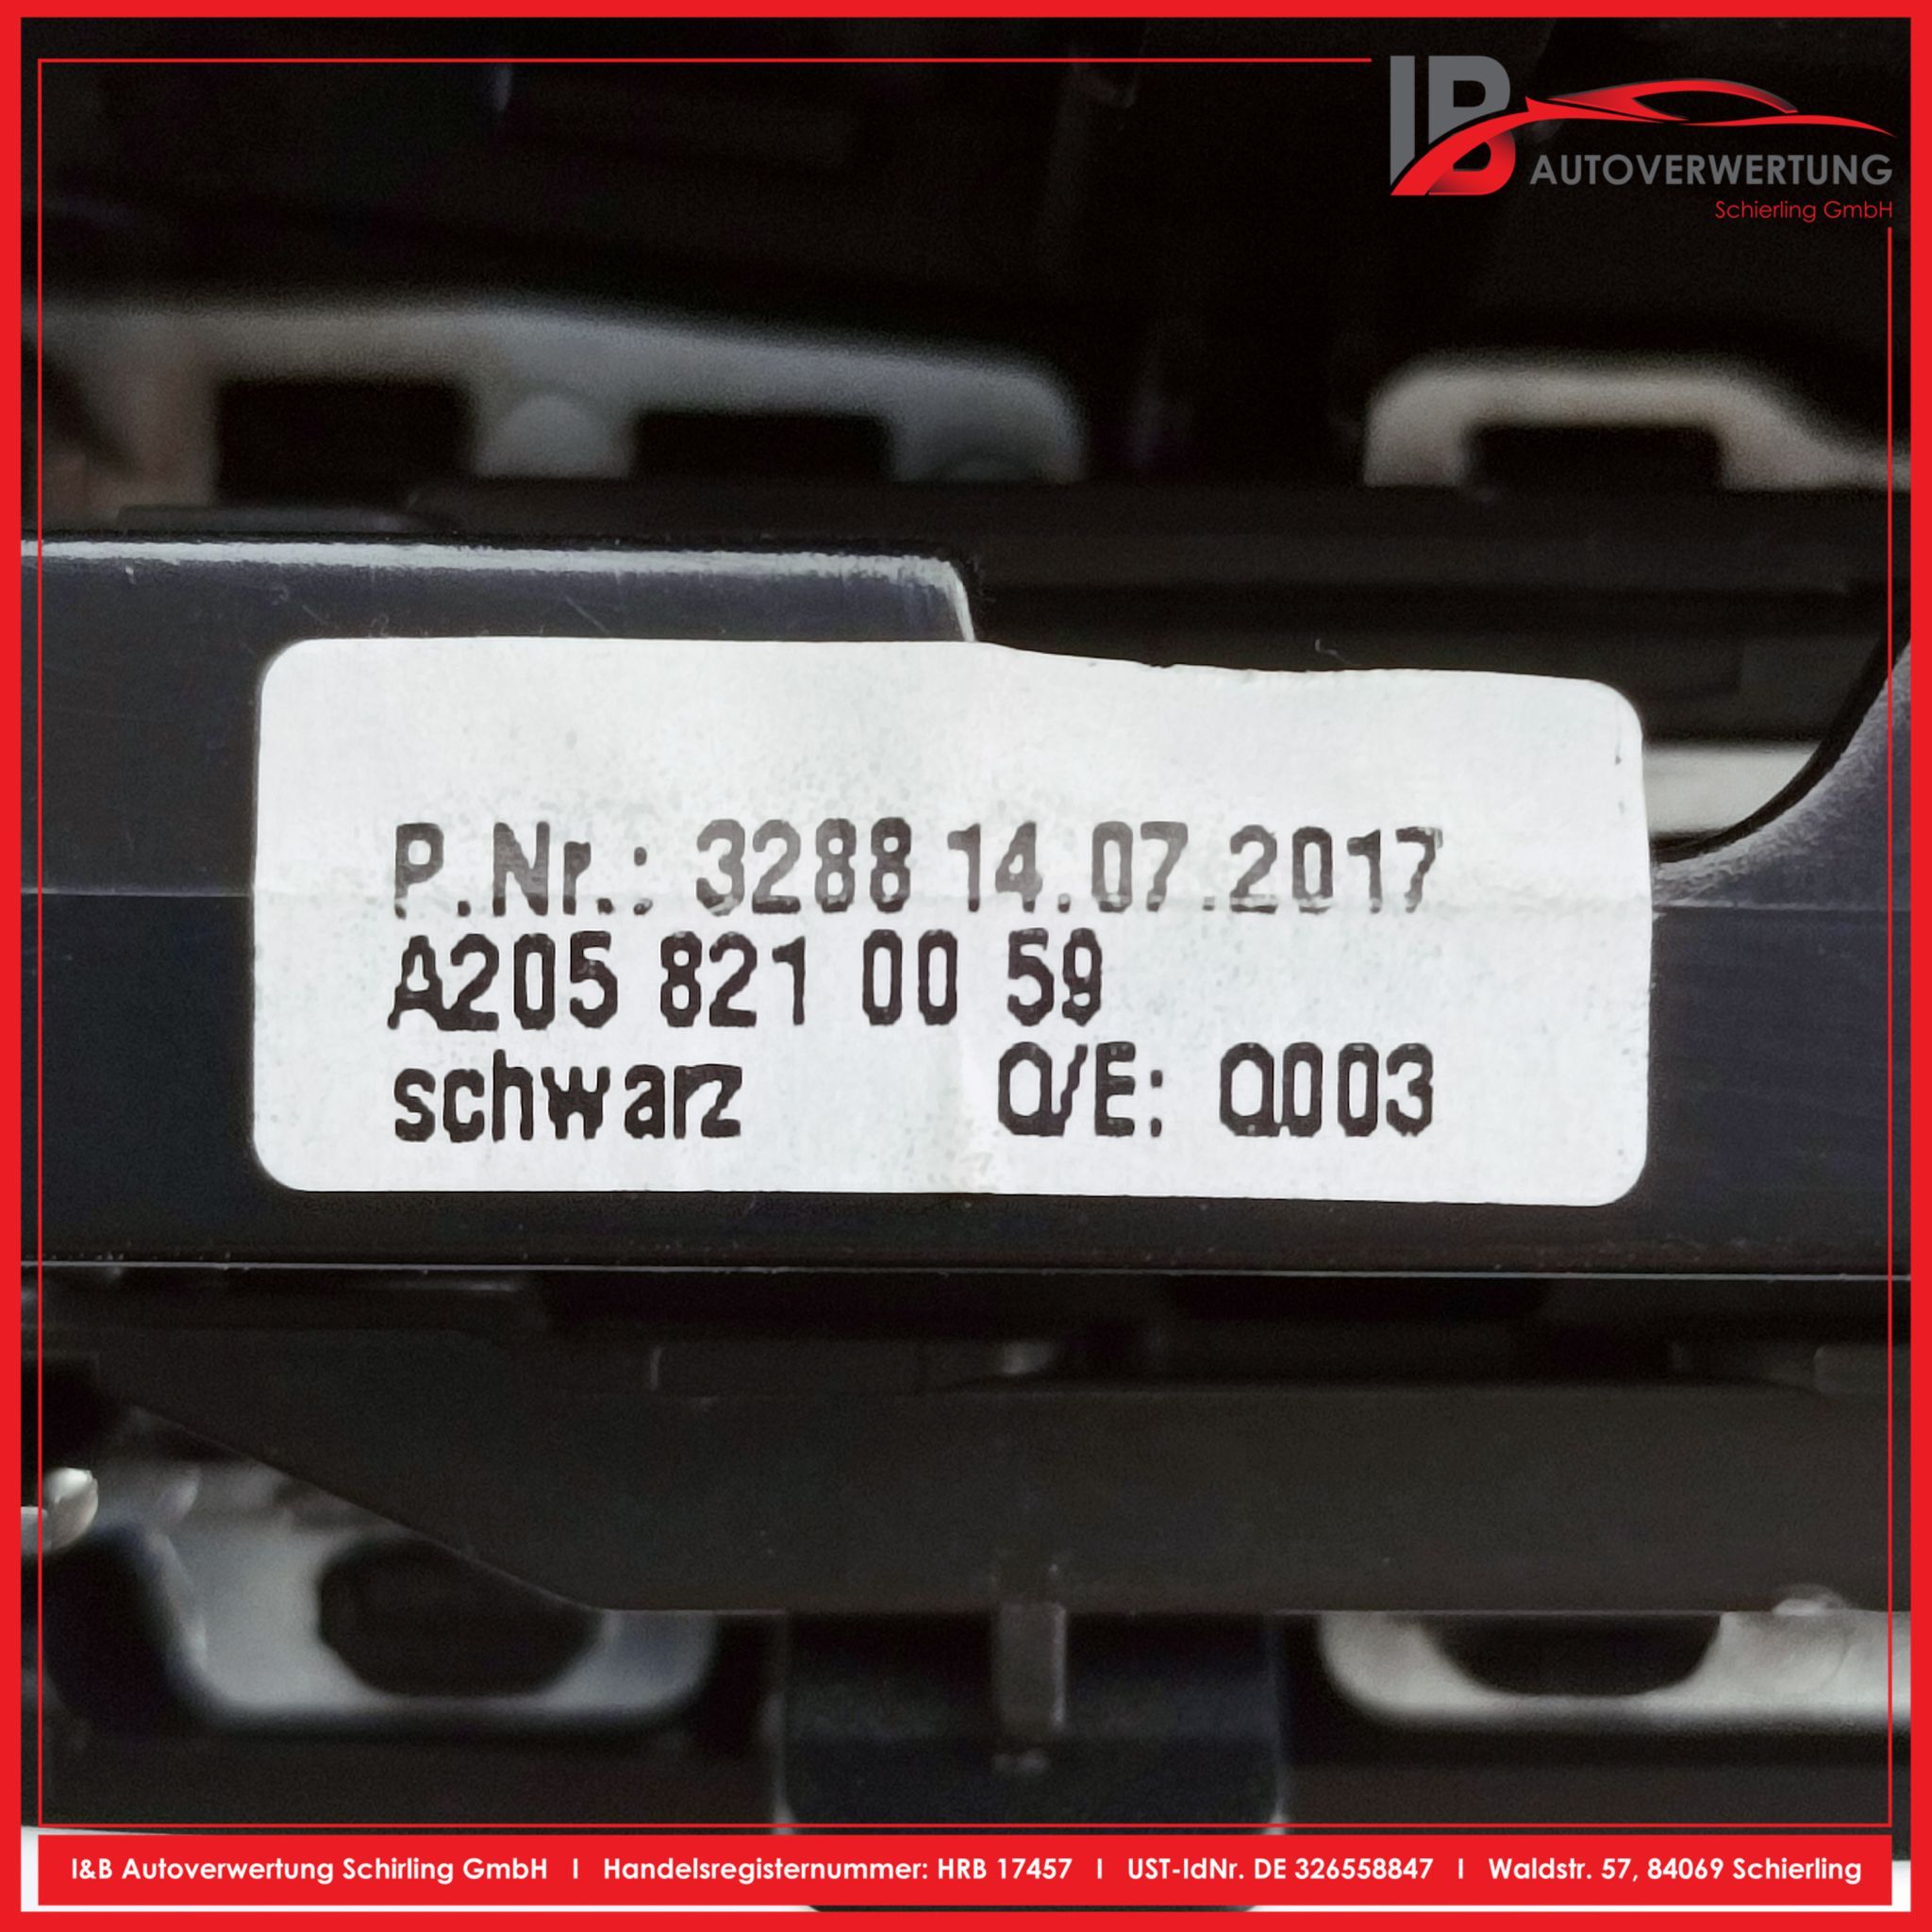 IB
AUTOVERWERTUNG
Schierling GmbH
P.Nr.: 3288 14.07.2017
A205 821 00 59
schwarz Q/E: Q003
I&B Autoverwertung Schirling GmbH | Handelsregisternummer: HRB 17457 | UST-IdNr. DE 326558847 | Waldstr. 57, 84069 Schierling